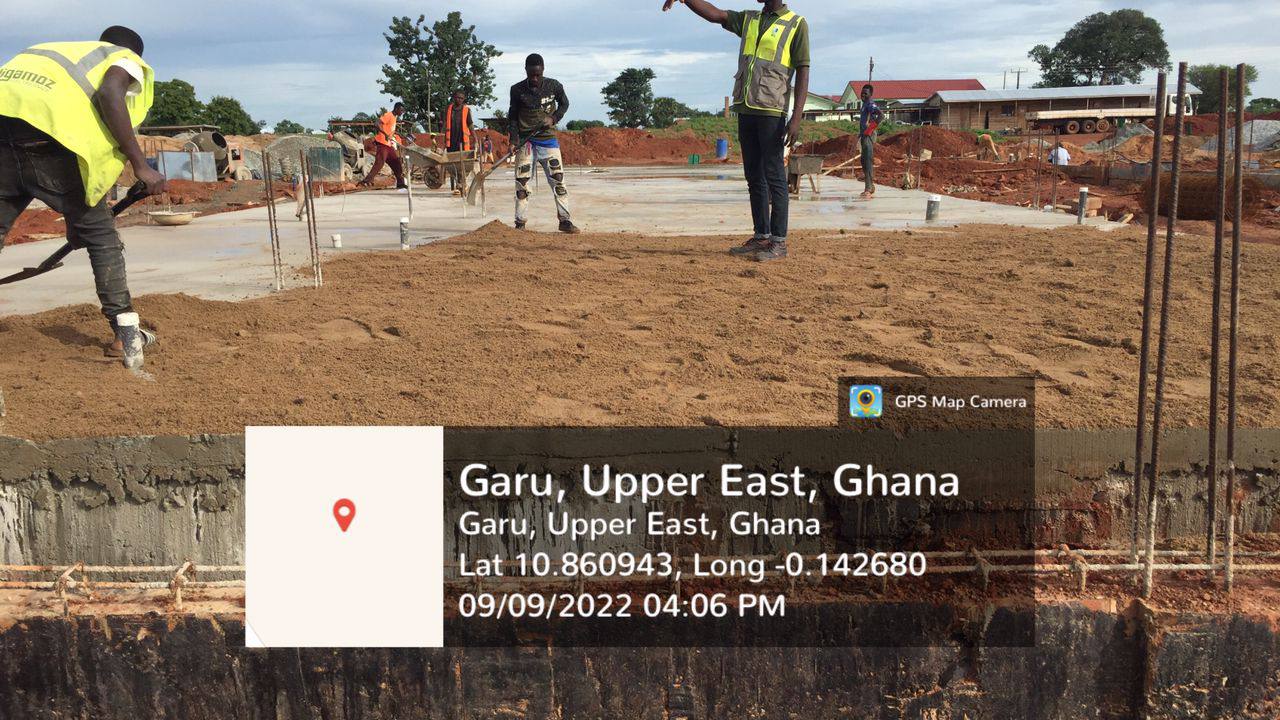 GPS Map Camera
Garu, Upper East, Ghana
Garu, Upper East, Ghana
Lat 10.860943, Long -0.142680
09/09/2022 04:06 PM